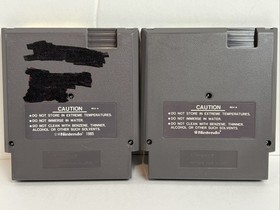 CAUTION
● DO NOT STORE IN EXTREME TEMPERATURES.
● DO NOT IMMERSE IN WATER.
● DO NOT CLEAN WITH BENZENE, THINNER,
ALCOHOL OR OTHER SUCH SOLVENTS.
©Nintendo 1985
CAUTION
● DO NOT STORE IN EXTREME TEMPERATURES.
● DO NOT IMMERSE IN WATER.
● DO NOT CLEAN WITH BENZENE, THINNER,
ALCOHOL OR OTHER SUCH SOLVENTS.
Nintendo